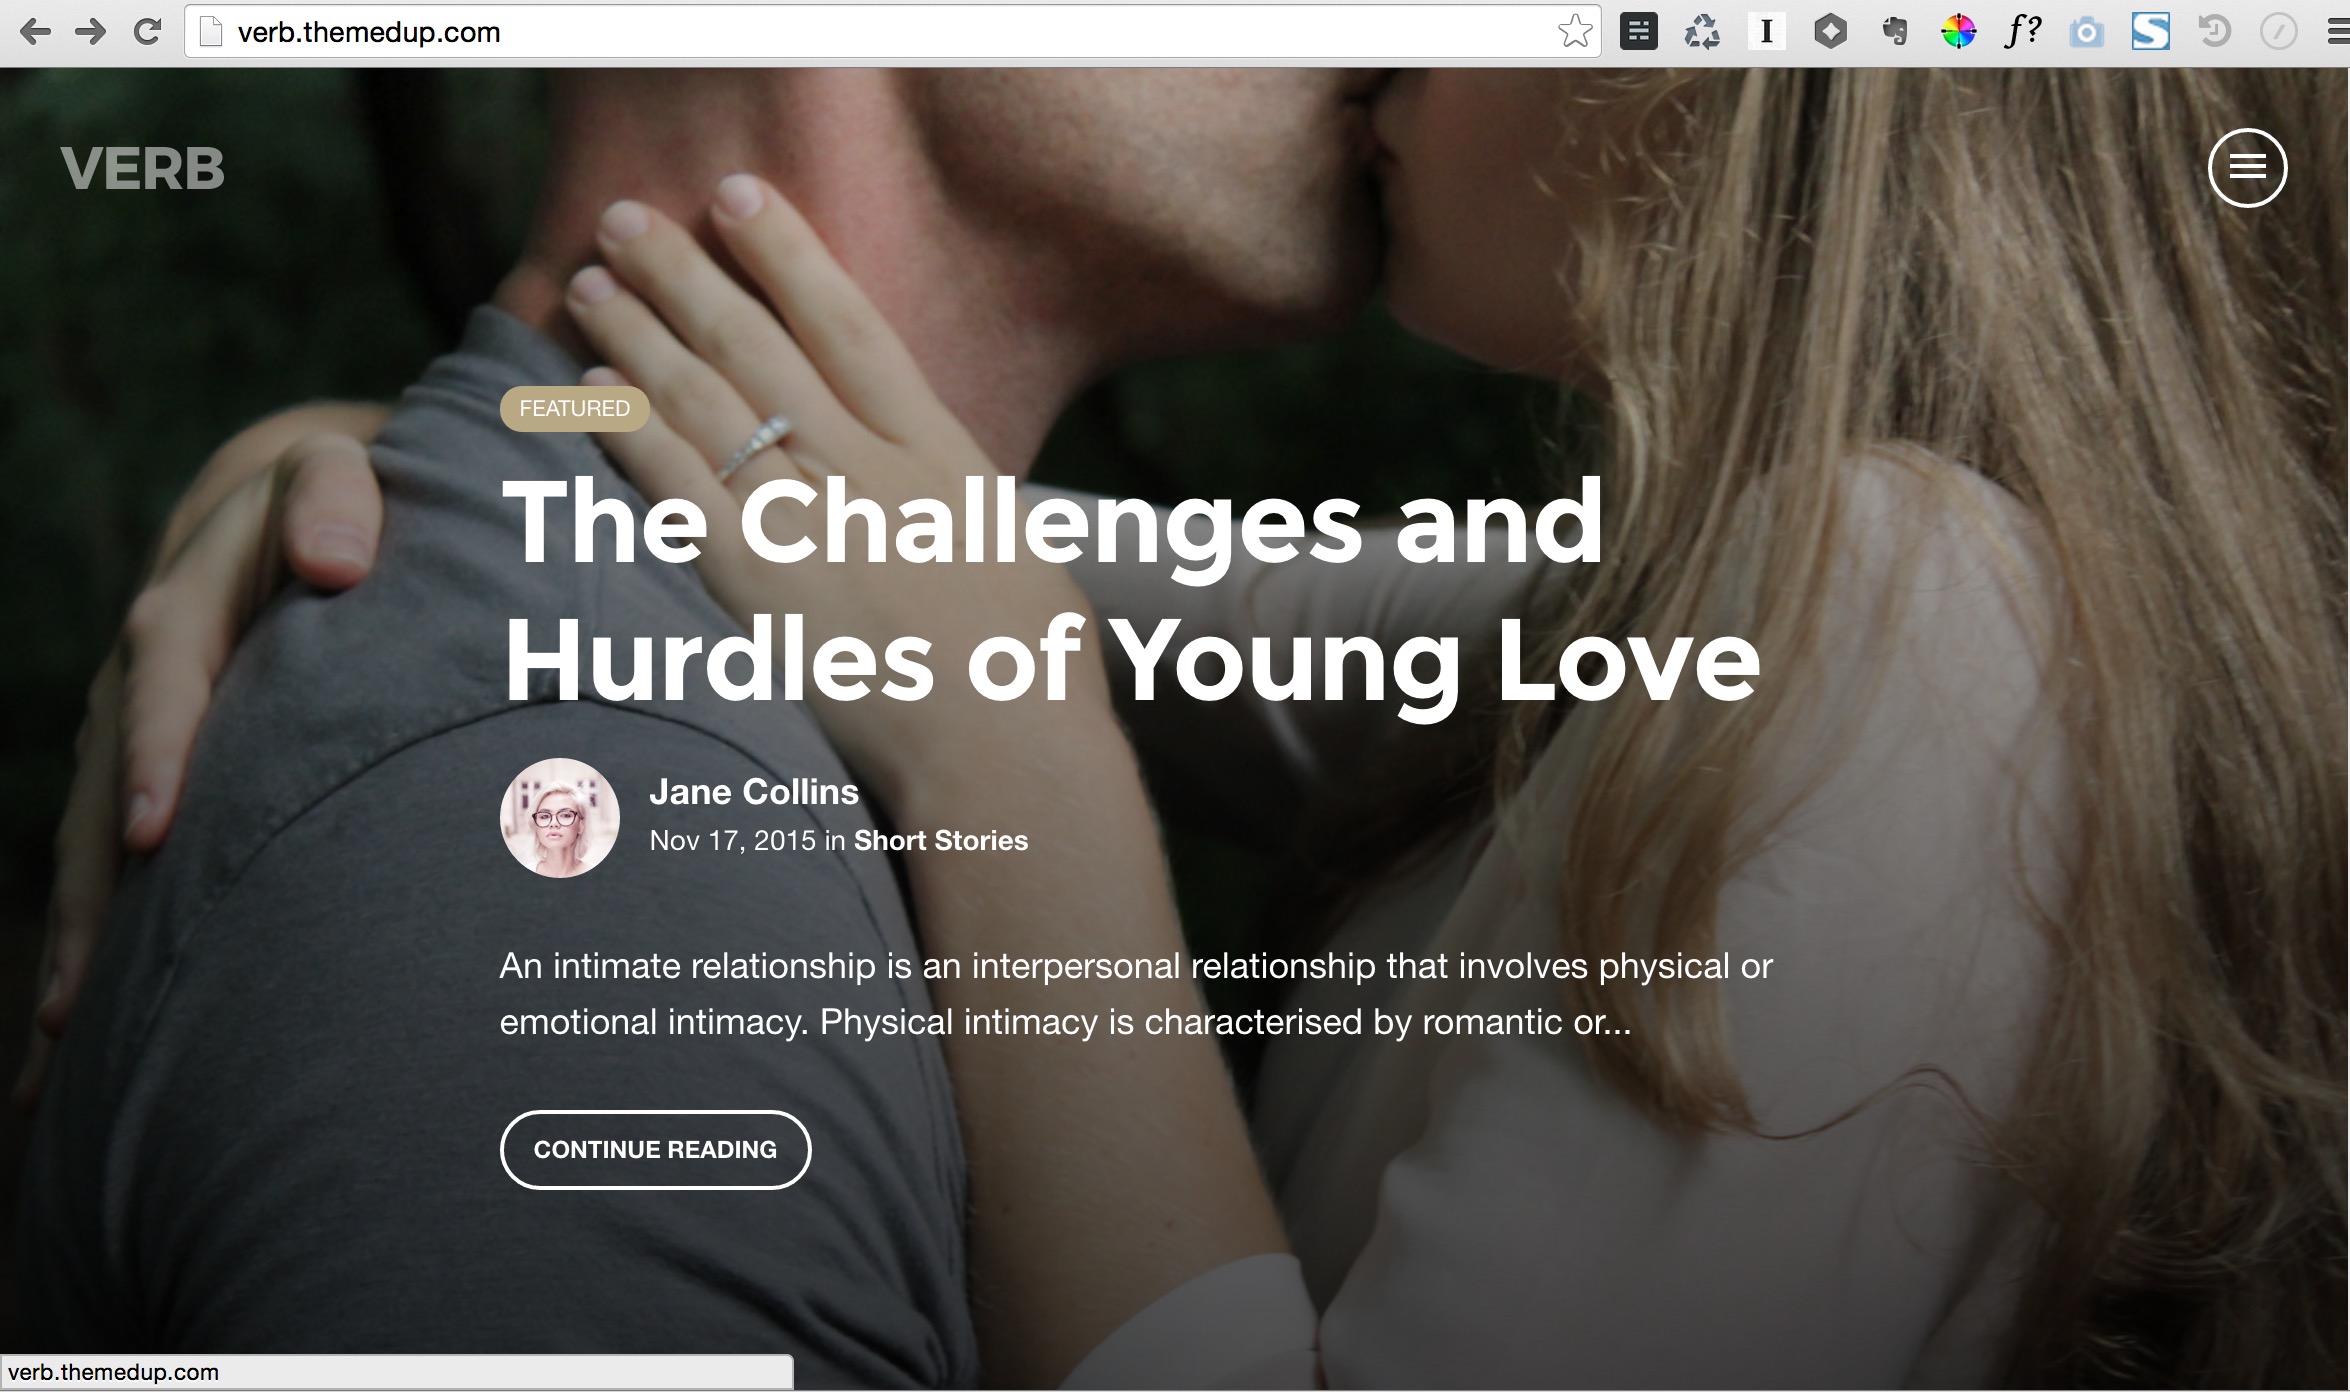 verb.themedup.com
I
f?
S
VERB
FEATURED
The Challenges and
Hurdles of Young Love
Jane Collins
Nov 17, 2015 in Short Stories
An intimate relationship is an interpersonal relationship that involves physical or
emotional intimacy. Physical intimacy is characterised by romantic or...
CONTINUE READING
verb.themedup.com